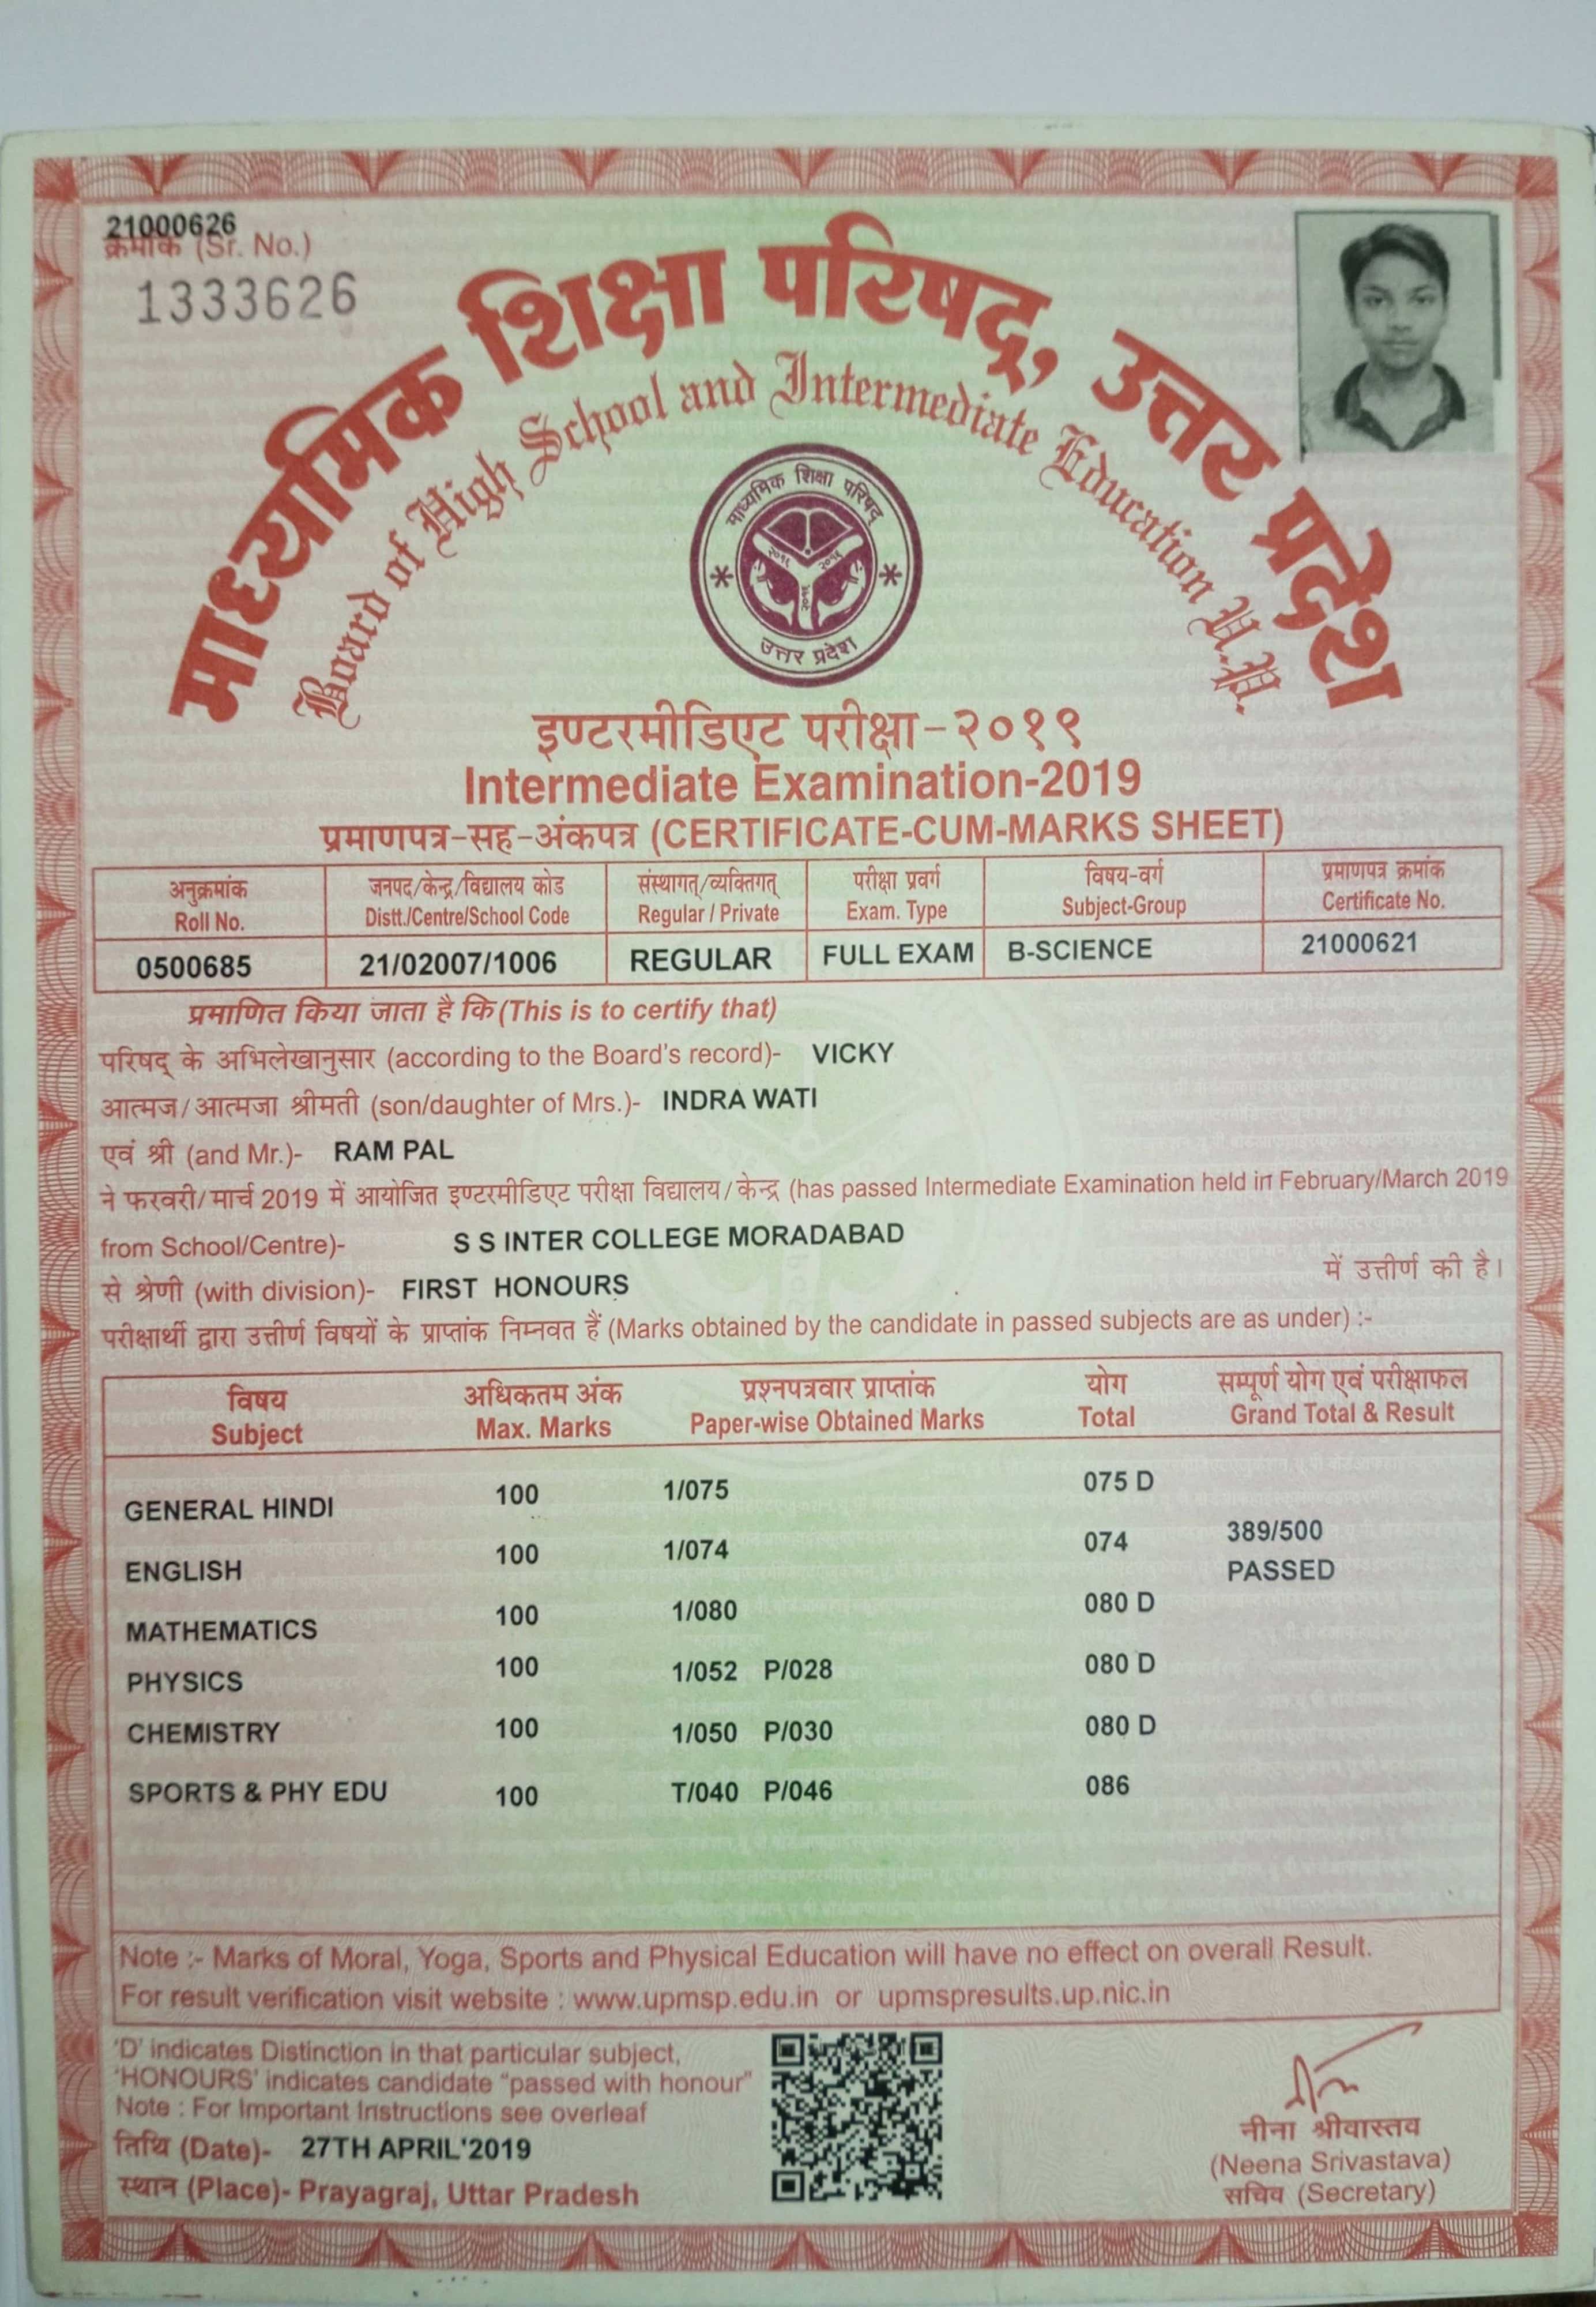 21000626
क्रमांक (Sr. No.)
1333626
माध्यमिक शिक्षा परिषद्, उत्तर प्रदेश
Board of High School and Intermediate Education U.P.
माध्यमिक शिक्षा परिषद्
उत्तर प्रदेश
इण्टरमीडिएट परीक्षा-२०१९
Intermediate Examination-2019
प्रमाणपत्र-सह-अंकपत्र (CERTIFICATE-CUM-MARKS SHEET)
अनुक्रमांक जनपद/केन्द्र/विद्यालय कोड संस्थागत्/व्यक्तिगत् परीक्षा प्रवर्ग विषय-वर्ग प्रमाणपत्र क्रमांक
Roll No. Distt./Centre/School Code Regular / Private Exam. Type Subject-Group Certificate No.
0500685 21/02007/1006 REGULAR FULL EXAM B-SCIENCE 21000621
प्रमाणित किया जाता है कि (This is to certify that)
परिषद् के अभिलेखानुसार (according to the Board's record)- VICKY
आत्मज/आत्मजा श्रीमती (son/daughter of Mrs.)- INDRA WATI
एवं श्री (and Mr.)- RAM PAL
ने फरवरी/मार्च 2019 में आयोजित इण्टरमीडिएट परीक्षा विद्यालय/केन्द्र (has passed Intermediate Examination held in February/March 2019
from School/Centre)- S S INTER COLLEGE MORADABAD
से श्रेणी (with division)- FIRST HONOURS में उत्तीर्ण की है।
परीक्षार्थी द्वारा उत्तीर्ण विषयों के प्राप्तांक निम्नवत हैं (Marks obtained by the candidate in passed subjects are as under) :-
विषय अधिकतम अंक प्रश्नपत्रवार प्राप्तांक योग सम्पूर्ण योग एवं परीक्षाफल
Subject Max. Marks Paper-wise Obtained Marks Total Grand Total & Result
GENERAL HINDI 100 1/075 075 D
389/500
ENGLISH 100 1/074 074
PASSED
MATHEMATICS 100 1/080 080 D
PHYSICS 100 1/052 P/028 080 D
CHEMISTRY 100 1/050 P/030 080 D
SPORTS & PHY EDU 100 T/040 P/046 086
Note :- Marks of Moral, Yoga, Sports and Physical Education will have no effect on overall Result.
For result verification visit website : www.upmsp.edu.in or upmspresults.up.nic.in
'D' indicates Distinction in that particular subject,
'HONOURS' indicates candidate "passed with honour"
Note : For Important Instructions see overleaf
तिथि (Date)- 27TH APRIL'2019
स्थान (Place)- Prayagraj, Uttar Pradesh
नीना श्रीवास्तव
(Neena Srivastava)
सचिव (Secretary)